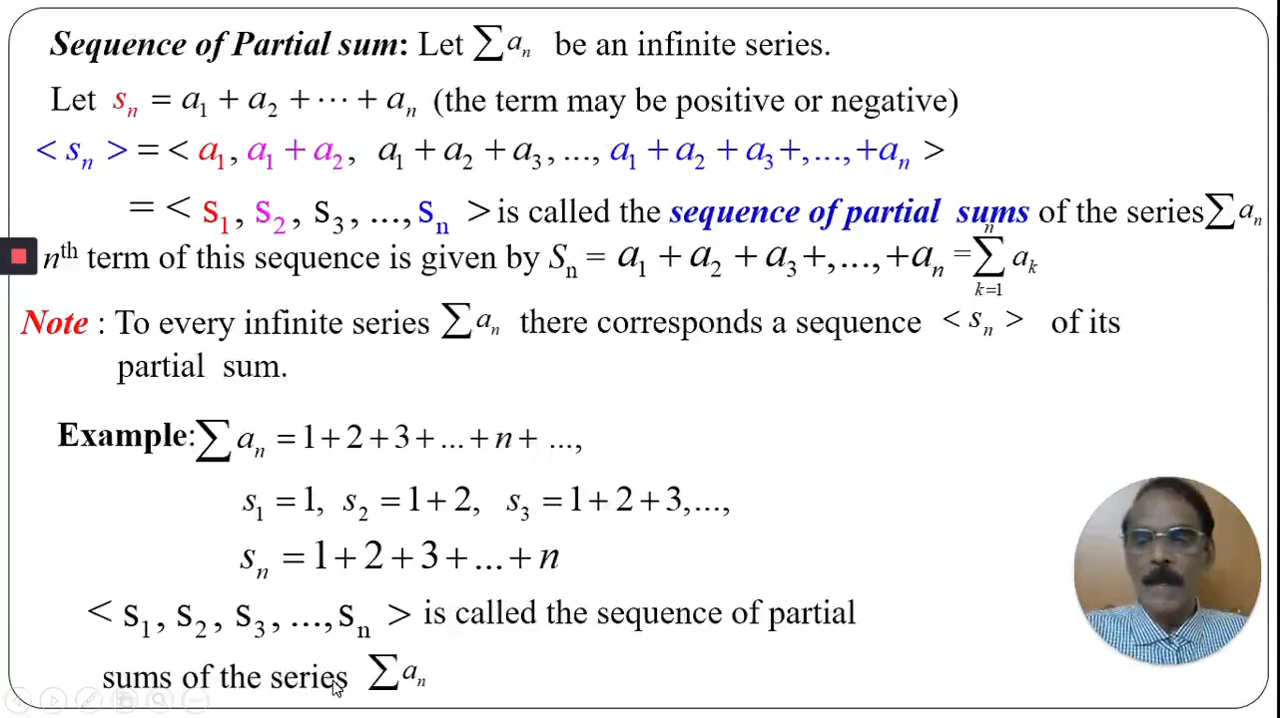 Sequence of Partial sum: Let ∑aₙ be an infinite series.
Let sₙ = a₁ + a₂ + ⋯ + aₙ (the term may be positive or negative)
< sₙ > = < a₁, a₁ + a₂, a₁ + a₂ + a₃, ..., a₁ + a₂ + a₃+,...,+aₙ >
= < S₁, S₂, S₃, ..., Sₙ > is called the sequence of partial sums of the series ∑aₙ
nᵗʰ term of this sequence is given by Sₙ = a₁ + a₂ + a₃+,...,+aₙ = ∑ₖ₌₁ⁿ aₖ
Note : To every infinite series ∑aₙ there corresponds a sequence < sₙ > of its
partial sum.
Example: ∑aₙ = 1+2+3+...+n+ ...,
s₁ = 1, s₂ = 1+2, s₃ = 1+2+3,...,
sₙ = 1+2+3+...+n
< S₁, S₂, S₃, ..., Sₙ > is called the sequence of partial
sums of the series ∑aₙ